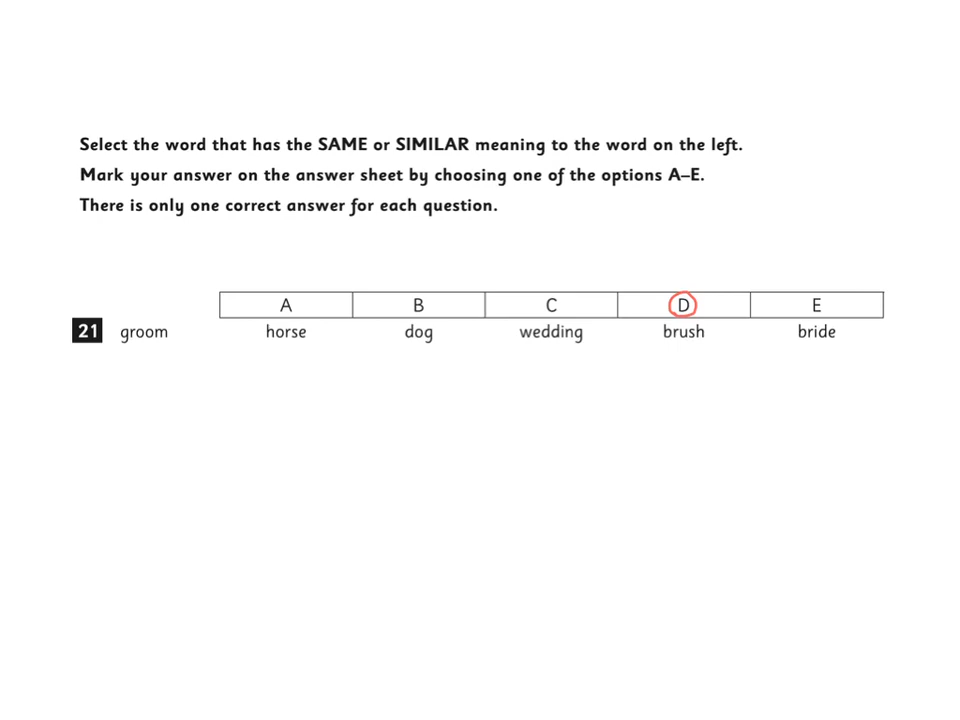 Select the word that has the SAME or SIMILAR meaning to the word on the left.
Mark your answer on the answer sheet by choosing one of the options A–E.
There is only one correct answer for each question.
A B C D E
21 groom horse dog wedding brush bride